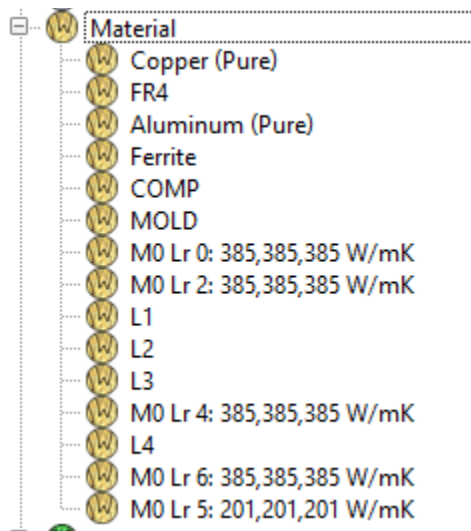 Material
Copper (Pure)
FR4
Aluminum (Pure)
Ferrite
COMP
MOLD
M0 Lr 0: 385,385,385 W/mK
M0 Lr 2: 385,385,385 W/mK
L1
L2
L3
M0 Lr 4: 385,385,385 W/mK
L4
M0 Lr 6: 385,385,385 W/mK
M0 Lr 5: 201,201,201 W/mK